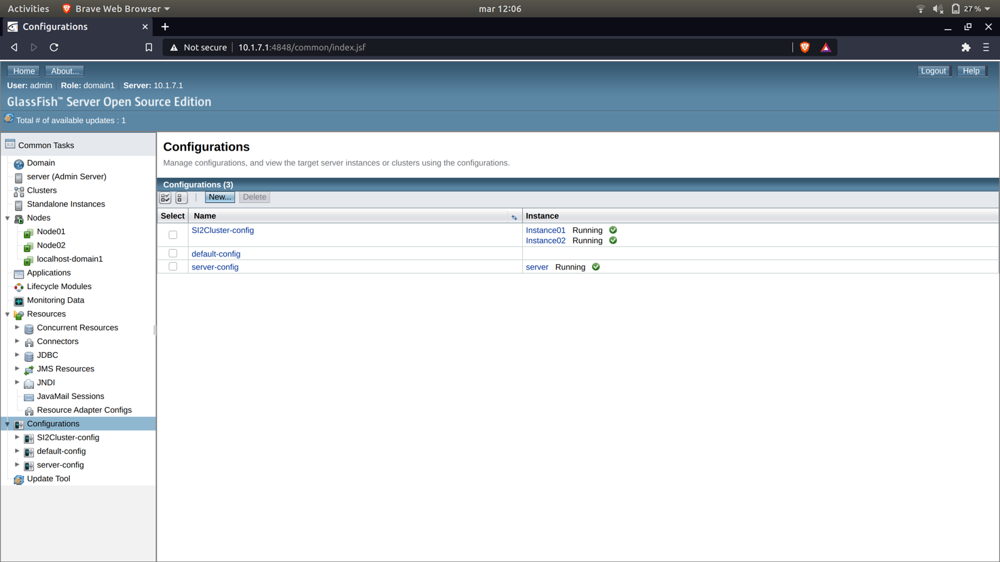 Activities Brave Web Browser mar 12:06 27 %
Configurations
Not secure 10.1.7.1:4848/common/index.jsf
Home About... Logout Help
User: admin Role: domain1 Server: 10.1.7.1
GlassFish™ Server Open Source Edition
Total # of available updates : 1
Common Tasks
Domain
server (Admin Server)
Clusters
Standalone Instances
Nodes
Node01
Node02
localhost-domain1
Applications
Lifecycle Modules
Monitoring Data
Resources
Concurrent Resources
Connectors
JDBC
JMS Resources
JNDI
JavaMail Sessions
Resource Adapter Configs
Configurations
SI2Cluster-config
default-config
server-config
Update Tool
Configurations
Manage configurations, and view the target server instances or clusters using the configurations.
Configurations (3)
New... Delete
Select Name Instance
SI2Cluster-config Instance01 Running
Instance02 Running
default-config
server-config server Running